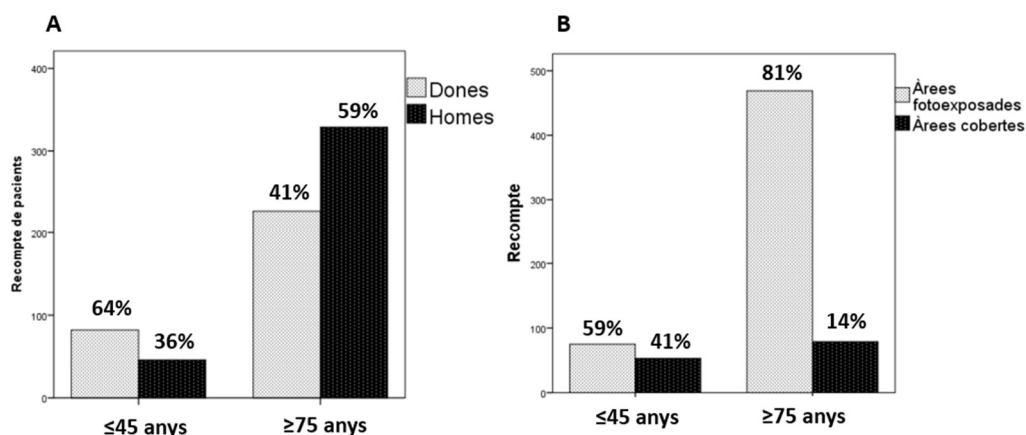 A
Recompte de pacients
400
300
200
100
0
64%
36%
41%
59%
≤45 anys
≥75 anys
Dones
Homes
B
Recompte
500
400
300
200
100
0
59%
41%
81%
14%
≤45 anys
≥75 anys
Àrees
fotoexposades
Àrees cobertes